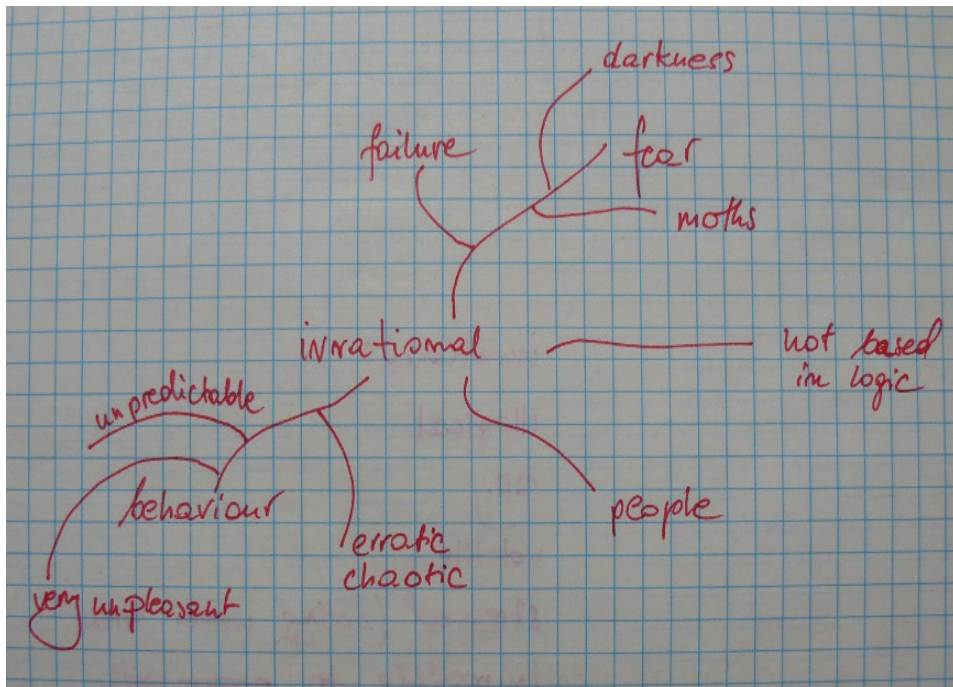 darkness
failure
fear
moths
irrational
not based
in logic
unpredictable
behaviour
people
erratic
chaotic
very unpleasant